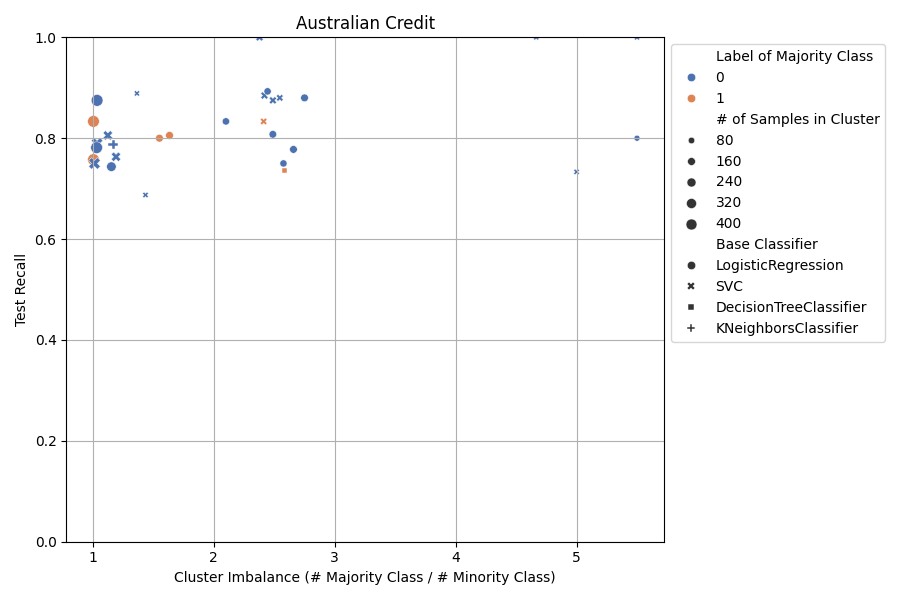 Australian Credit
Test Recall
1.0
0.8
0.6
0.4
0.2
0.0
1
2
3
4
5
Cluster Imbalance (# Majority Class / # Minority Class)
Label of Majority Class
0
1
# of Samples in Cluster
80
160
240
320
400
Base Classifier
LogisticRegression
SVC
DecisionTreeClassifier
KNeighborsClassifier